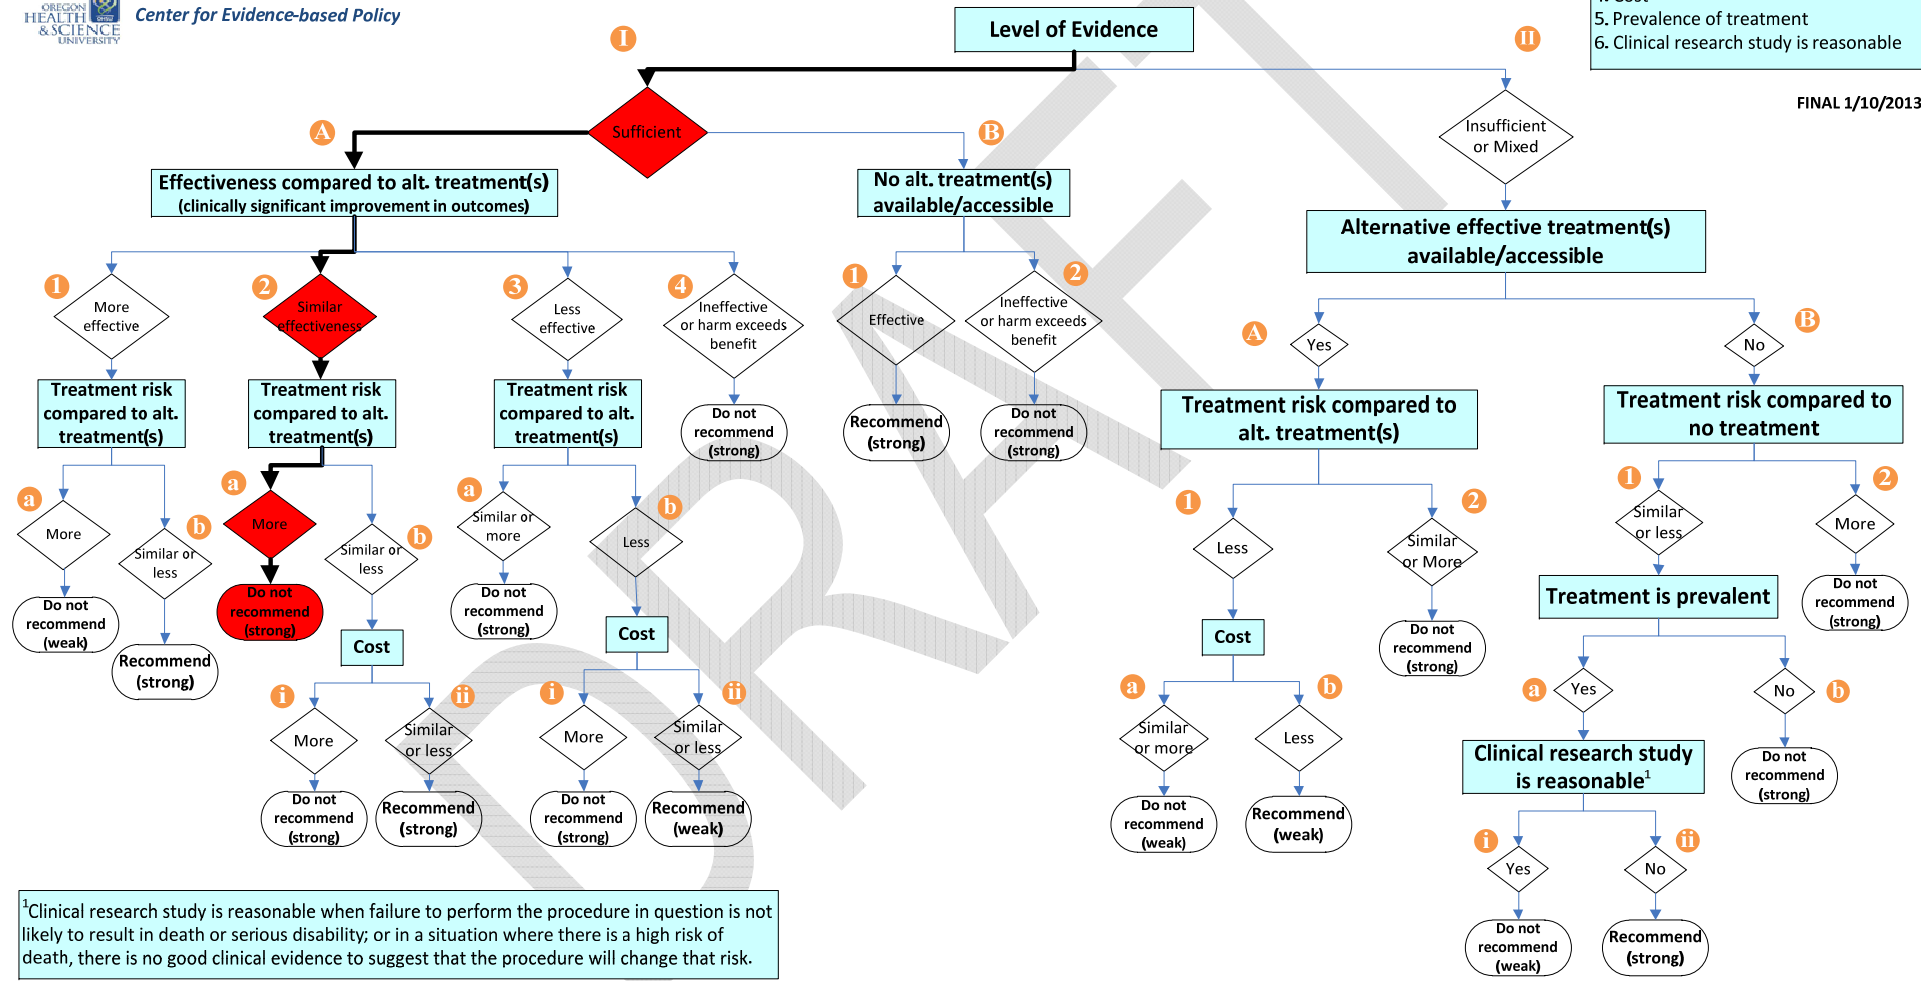 OREGON
HEALTH
& SCIENCE
UNIVERSITY
Center for Evidence-based Policy
Level of Evidence
5. Prevalence of treatment
6. Clinical research study is reasonable
FINAL 1/10/2013
I
II
Sufficient
Insufficient
or Mixed
A
B
Effectiveness compared to alt. treatment(s)
(clinically significant improvement in outcomes)
No alt. treatment(s)
available/accessible
Alternative effective treatment(s)
available/accessible
1
More
effective
2
Similar
effectiveness
3
Less
effective
4
Ineffective
or harm exceeds
benefit
1
Effective
2
Ineffective
or harm exceeds
benefit
A
Yes
B
No
Treatment risk
compared to alt.
treatment(s)
Treatment risk
compared to alt.
treatment(s)
Treatment risk
compared to alt.
treatment(s)
Do not
recommend
(strong)
Recommend
(strong)
Do not
recommend
(strong)
Treatment risk compared to
alt. treatment(s)
Treatment risk compared to
no treatment
a
More
b
Similar or
less
a
More
b
Similar or
less
a
Similar or
more
b
Less
1
Less
2
Similar
or More
1
Similar
or less
2
More
Do not
recommend
(weak)
Recommend
(strong)
Do not
recommend
(strong)
Cost
Do not
recommend
(strong)
Cost
Cost
Do not
recommend
(strong)
Treatment is prevalent
Do not
recommend
(strong)
i
More
ii
Similar
or less
i
More
ii
Similar
or less
a
Similar
or more
b
Less
a
Yes
b
No
Do not
recommend
(strong)
Recommend
(strong)
Do not
recommend
(strong)
Recommend
(weak)
Do not
recommend
(weak)
Recommend
(weak)
Clinical research study
is reasonable1
Do not
recommend
(strong)
i
Yes
ii
No
Do not
recommend
(weak)
Recommend
(strong)
1Clinical research study is reasonable when failure to perform the procedure in question is not
likely to result in death or serious disability; or in a situation where there is a high risk of
death, there is no good clinical evidence to suggest that the procedure will change that risk.
DRAFT